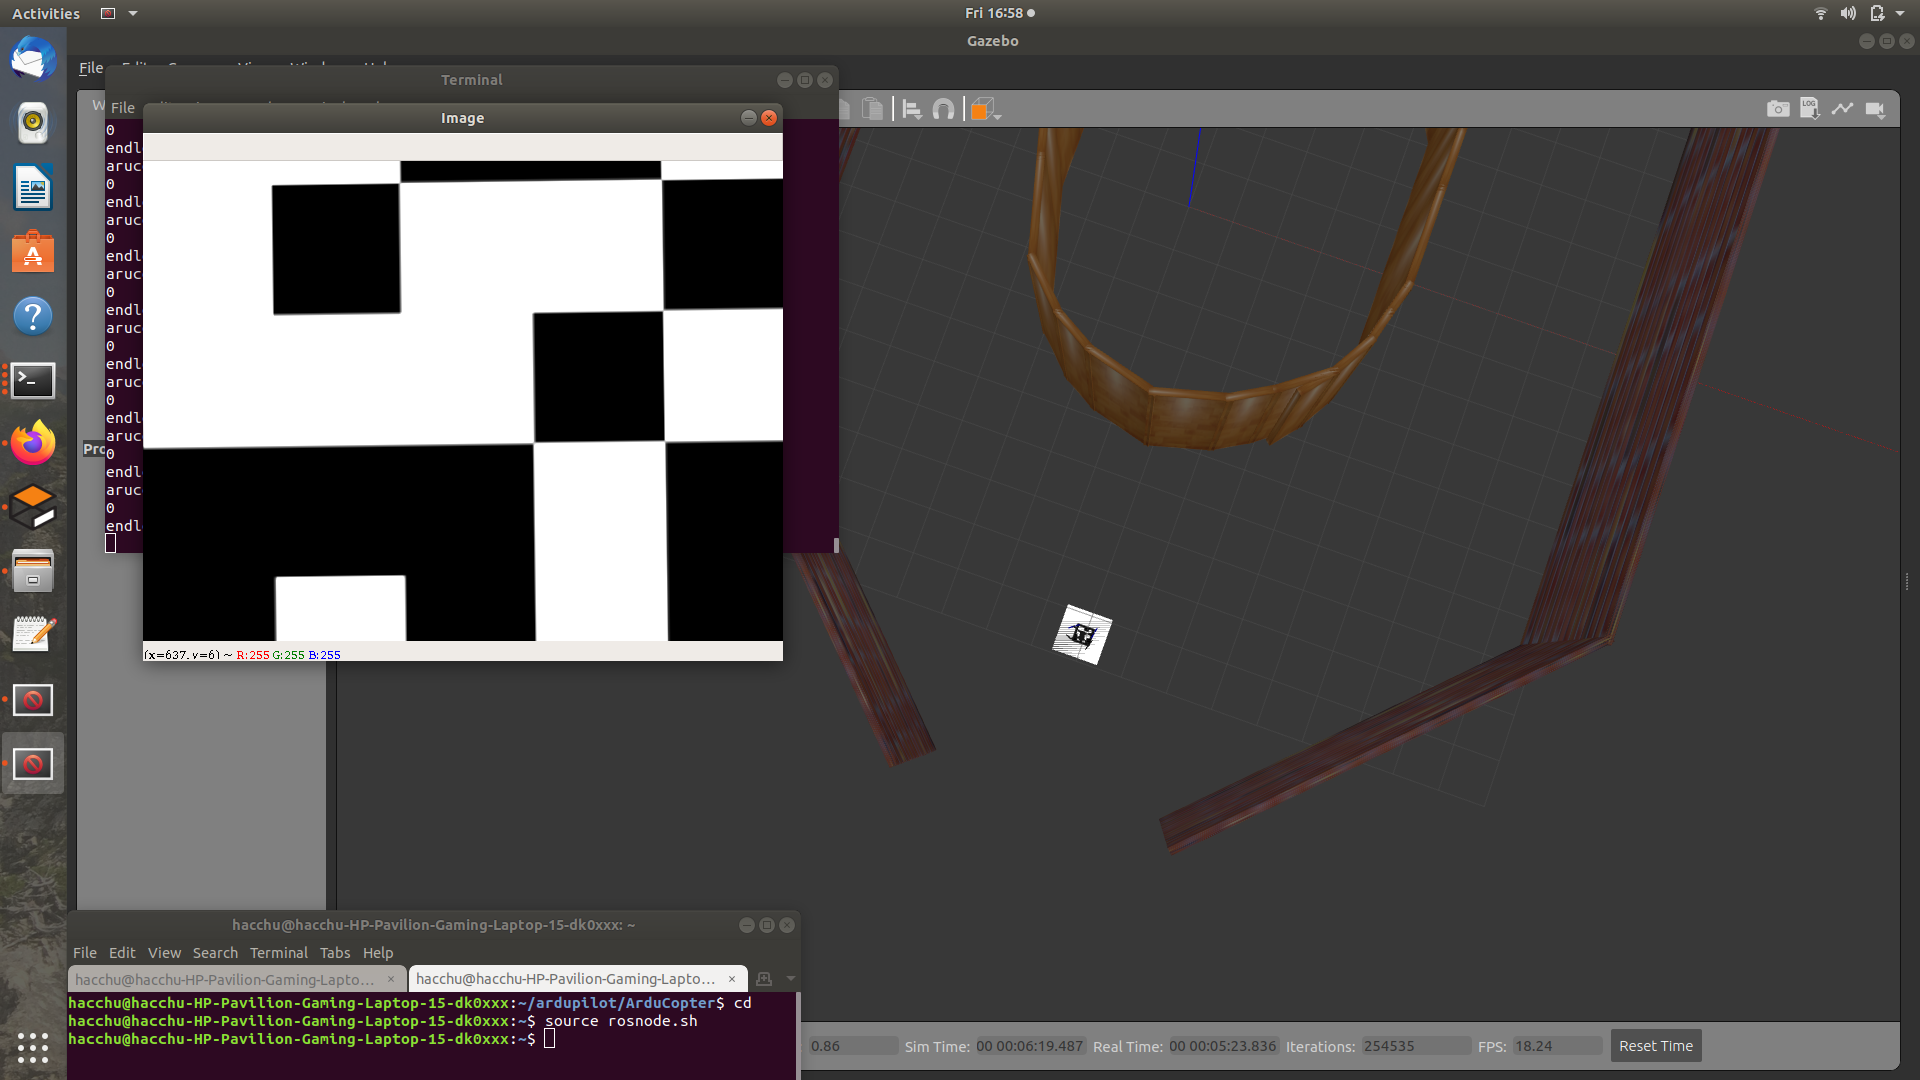 Activities
Fri 16:58
Gazebo
File
Terminal
File
Image
0
endl
aruc
0
endl
aruc
0
endl
aruc
0
endl
aruc
0
endl
aruc
0
endl
aruc
0
endl
aruc
0
endl
Pro
(x=637, y=6) ~ R:255 G:255 B:255
LOG
hacchu@hacchu-HP-Pavilion-Gaming-Laptop-15-dk0xxx: ~
File Edit View Search Terminal Tabs Help
hacchu@hacchu-HP-Pavilion-Gaming-Lapto... × hacchu@hacchu-HP-Pavilion-Gaming-Lapto... ×
hacchu@hacchu-HP-Pavilion-Gaming-Laptop-15-dk0xxx:~/ardupilot/ArduCopter$ cd
hacchu@hacchu-HP-Pavilion-Gaming-Laptop-15-dk0xxx:~$ source rosnode.sh
hacchu@hacchu-HP-Pavilion-Gaming-Laptop-15-dk0xxx:~$
0.86 Sim Time: 00 00:06:19.487 Real Time: 00 00:05:23.836 Iterations: 254535 FPS: 18.24 Reset Time